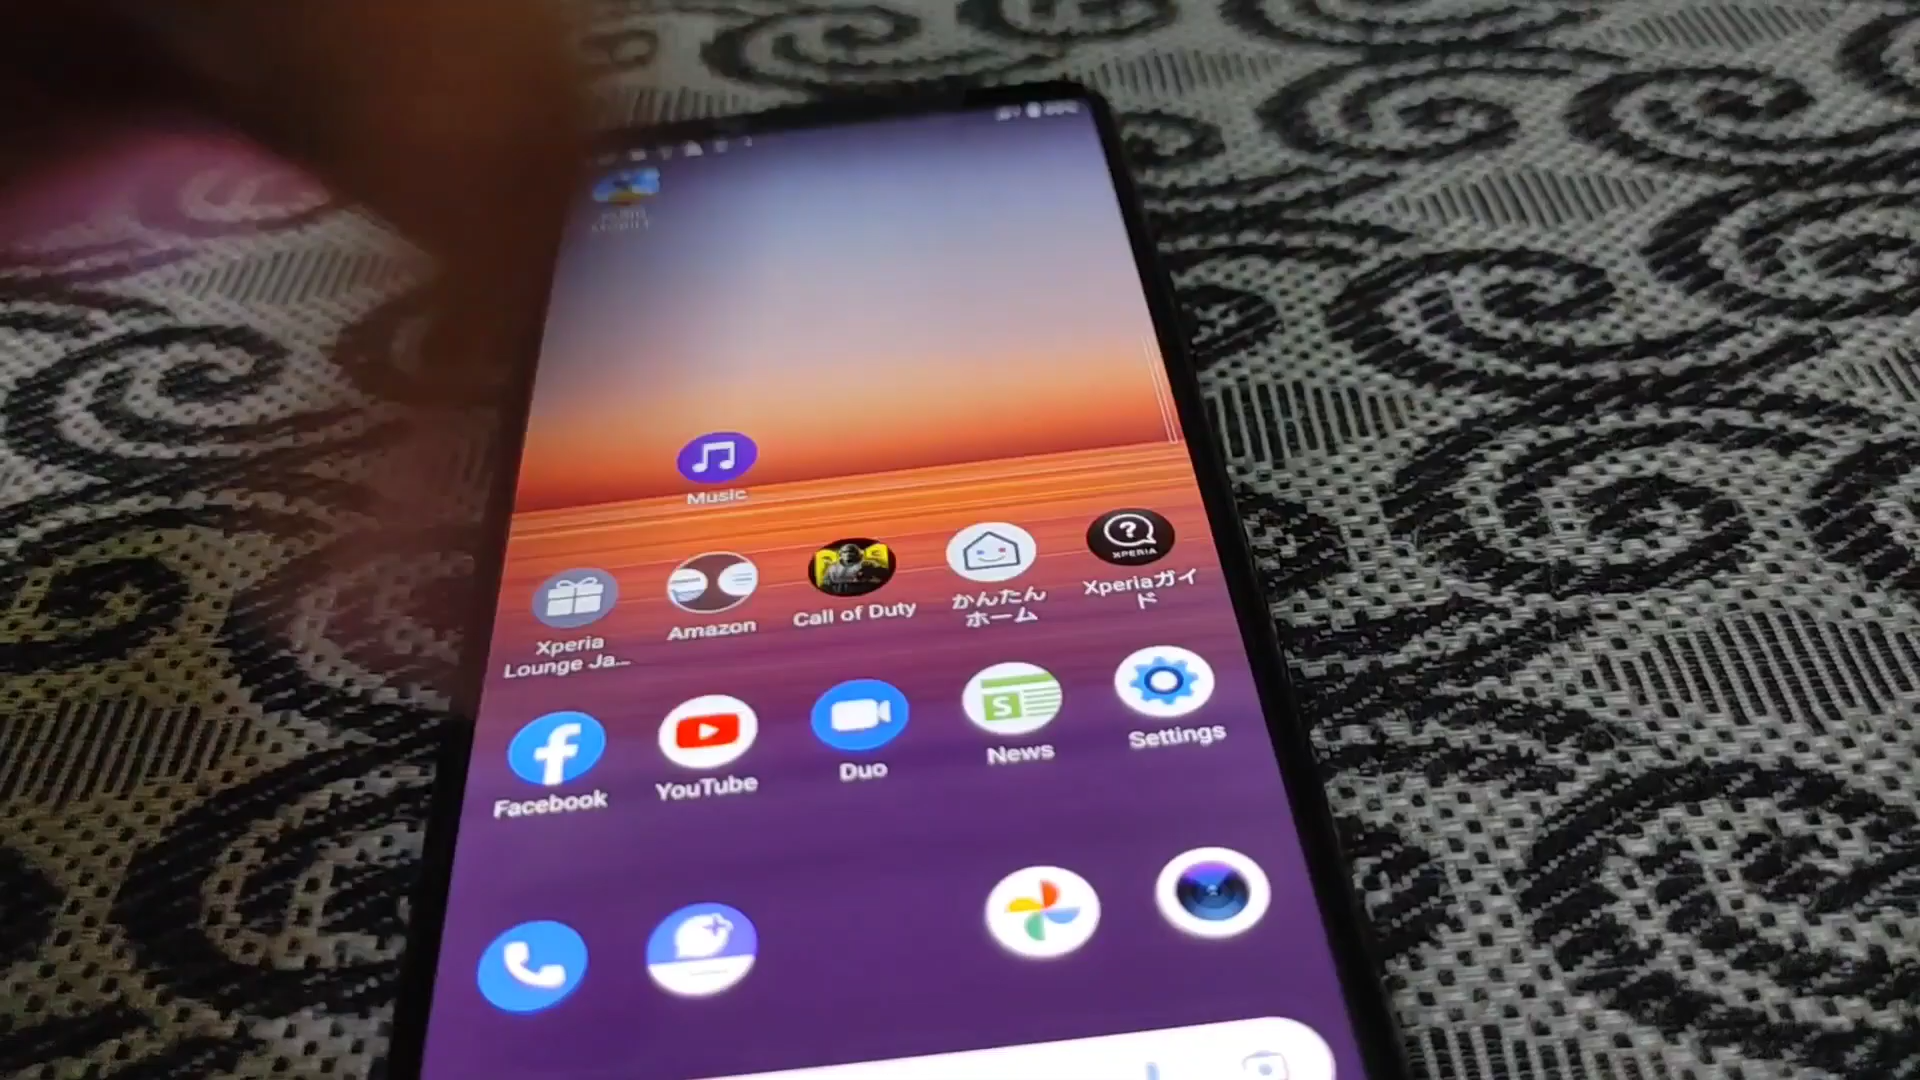 Music
Xperia
Lounge Ja...
Amazon
Call of Duty
かんたん
ホーム
XPERIA
Xperiaガイ
ド
Facebook
YouTube
Duo
S
News
Settings